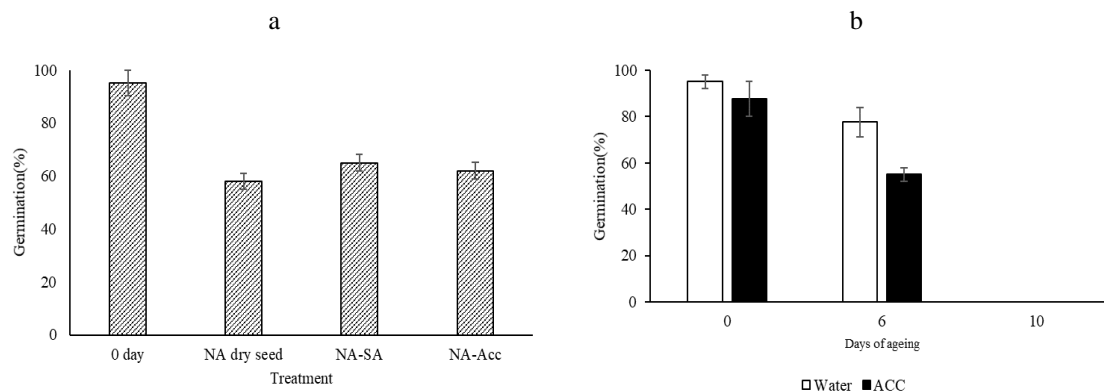 a
100
80
60
40
20
0
Germination(%)
0 day NA dry seed NA-SA NA-Acc
Treatment
b
100
80
60
40
20
0
Germination(%)
0 6 10
Days of ageing
Water ACC